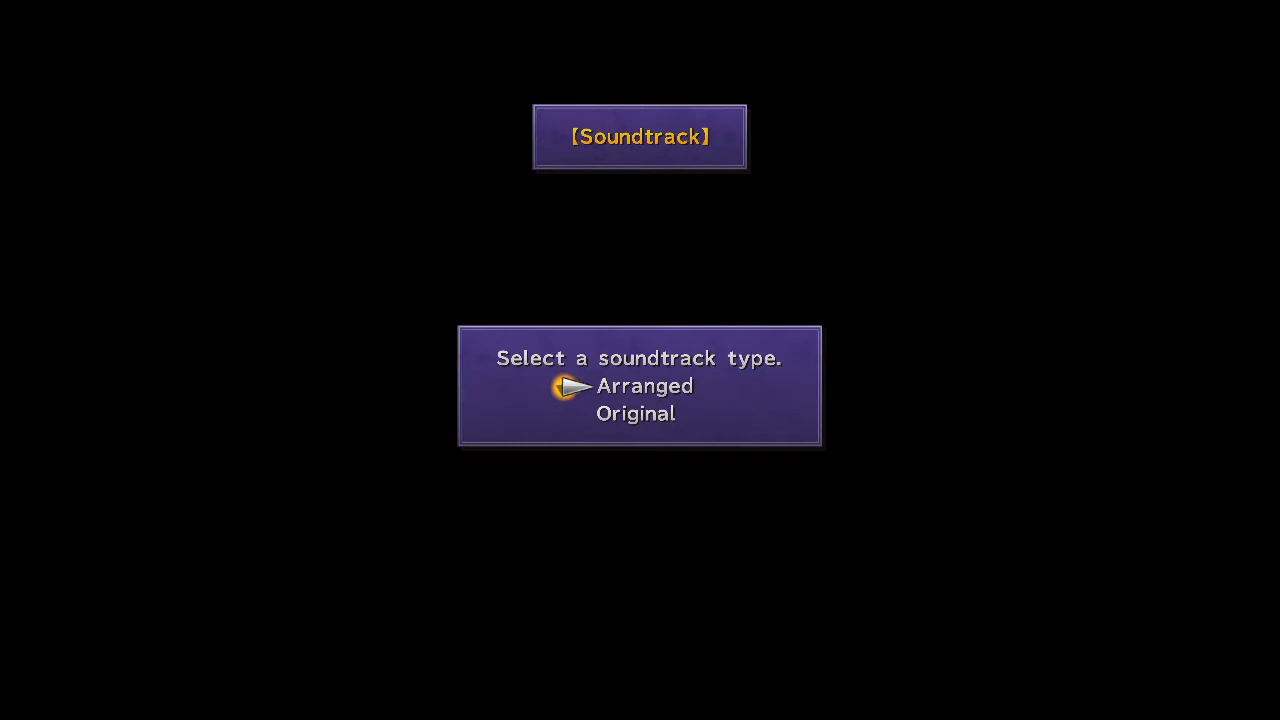 【Soundtrack】
Select a soundtrack type.
Arranged
Original